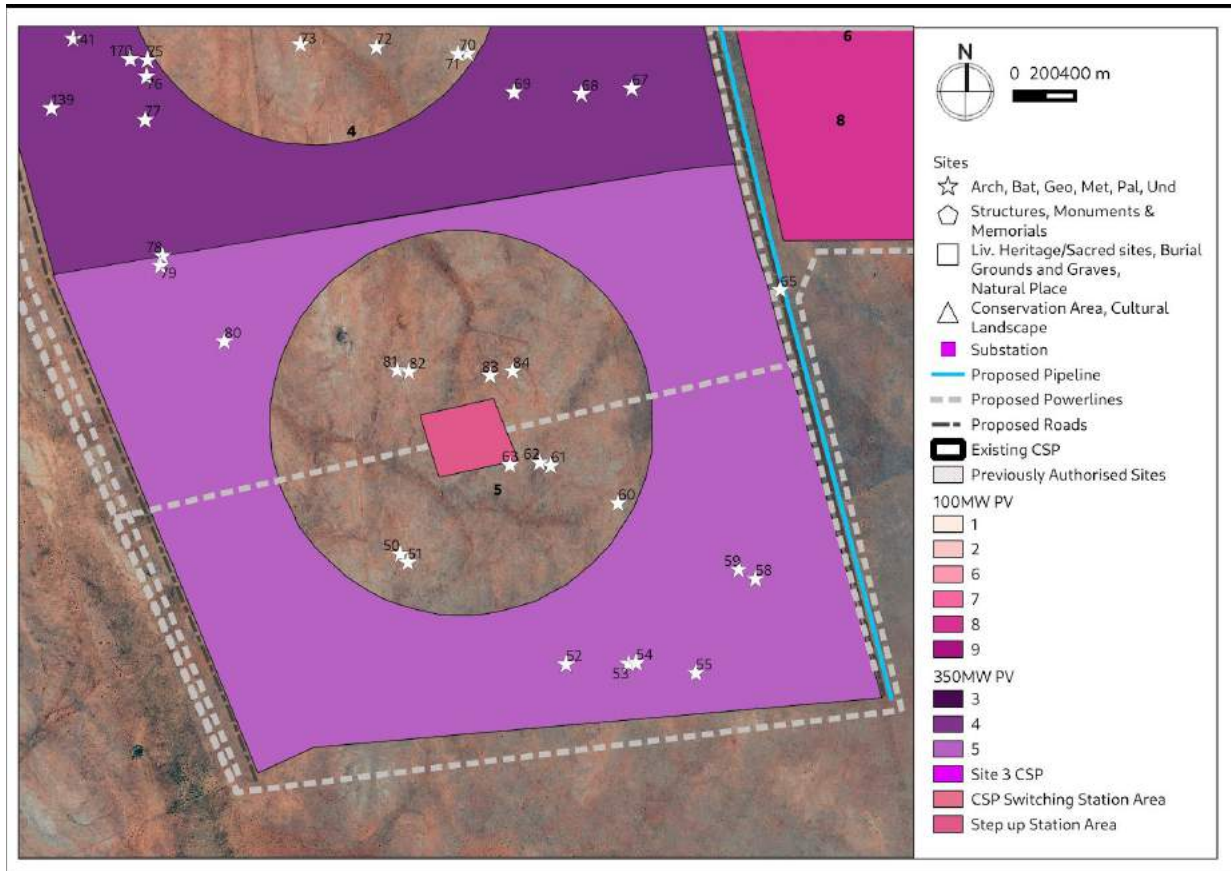 41
170
75
76
139
77
73
72
70
71
69
68
67
4
6
8
78
79
80
65
81
82
83
84
62
61
63
5
60
50
51
59
58
52
54
53
55
N
0 200400 m
Sites
Arch, Bat, Geo, Met, Pal, Und
Structures, Monuments &
Memorials
Liv. Heritage/Sacred sites, Burial
Grounds and Graves,
Natural Place
Conservation Area, Cultural
Landscape
Substation
Proposed Pipeline
Proposed Powerlines
Proposed Roads
Existing CSP
Previously Authorised Sites
100MW PV
1
2
6
7
8
9
350MW PV
3
4
5
Site 3 CSP
CSP Switching Station Area
Step up Station Area